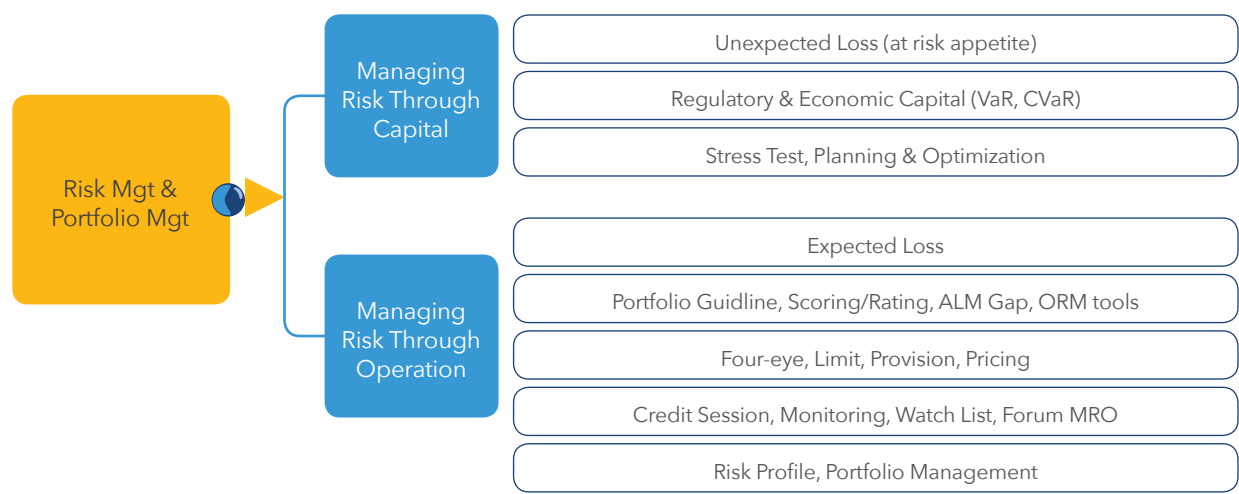 Risk Mgt &
Portfolio Mgt
Managing
Risk Through
Capital
Unexpected Loss (at risk appetite)
Regulatory & Economic Capital (VaR, CVaR)
Stress Test, Planning & Optimization
Managing
Risk Through
Operation
Expected Loss
Portfolio Guidline, Scoring/Rating, ALM Gap, ORM tools
Four-eye, Limit, Provision, Pricing
Credit Session, Monitoring, Watch List, Forum MRO
Risk Profile, Portfolio Management